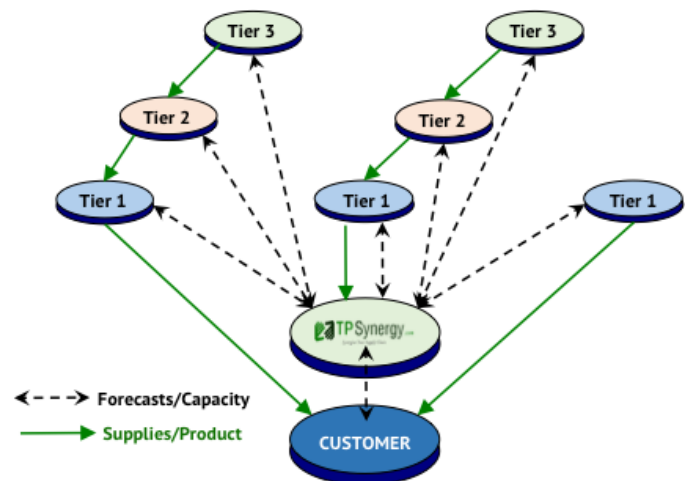 Tier 3
Tier 3
Tier 2
Tier 2
Tier 1
Tier 1
Tier 1
TPSynergy.com
Forecasts/Capacity
Supplies/Product
CUSTOMER